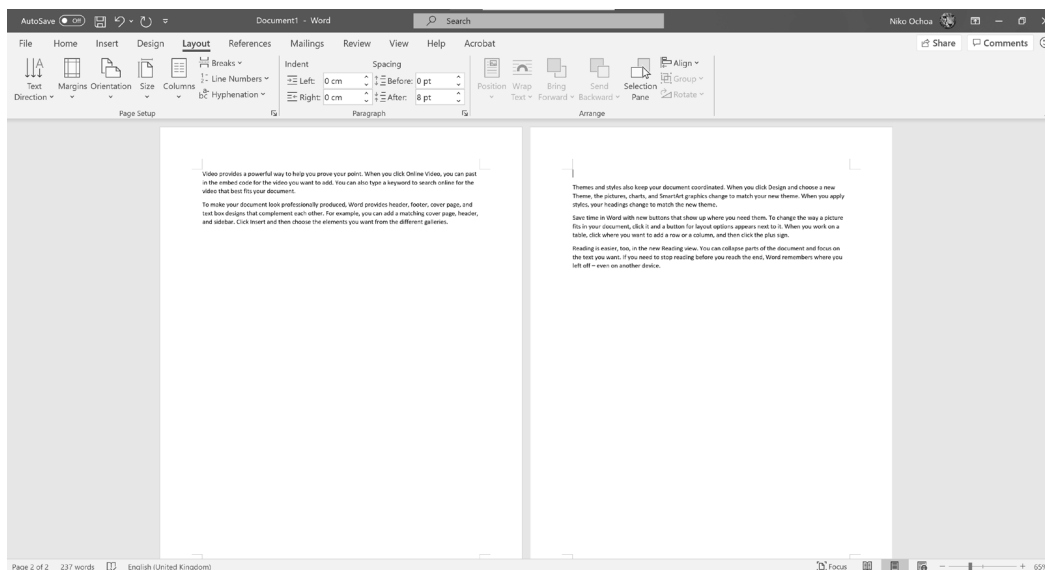 AutoSave Off Document1 - Word Search Niko Ochoa
File Home Insert Design Layout References Mailings Review View Help Acrobat Share Comments
Breaks Indent Spacing Align
Line Numbers Left: 0 cm Before: 0 pt Group
Hyphenation Right: 0 cm After: 8 pt Rotate
Text Direction Margins Orientation Size Columns Position Wrap Text Bring Forward Send Backward Selection Pane
Page Setup Paragraph Arrange
Video provides a powerful way to help you prove your point. When you click Online Video, you can past
in the embed code for the video you want to add. You can also type a keyword to search online for the
video that best fits your document.
To make your document look professionally produced, Word provides header, footer, cover page, and
text box designs that complement each other. For example, you can add a matching cover page, header,
and sidebar. Click Insert and then choose the elements you want from the different galleries.
Themes and styles also keep your document coordinated. When you click Design and choose a new
Theme, the pictures, charts, and SmartArt graphics change to match your new theme. When you apply
styles, your headings change to match the new theme.
Save time in Word with new buttons that show up where you need them. To change the way a picture
fits in your document, click it and a button for layout options appears next to it. When you work on a
table, click where you want to add a row or a column, and then click the plus sign.
Reading is easier, too, in the new Reading view. You can collapse parts of the document and focus on
the text you want. If you need to stop reading before you reach the end, Word remembers where you
left off – even on another device.
Page 2 of 2 237 words English (United Kingdom) Focus 65%